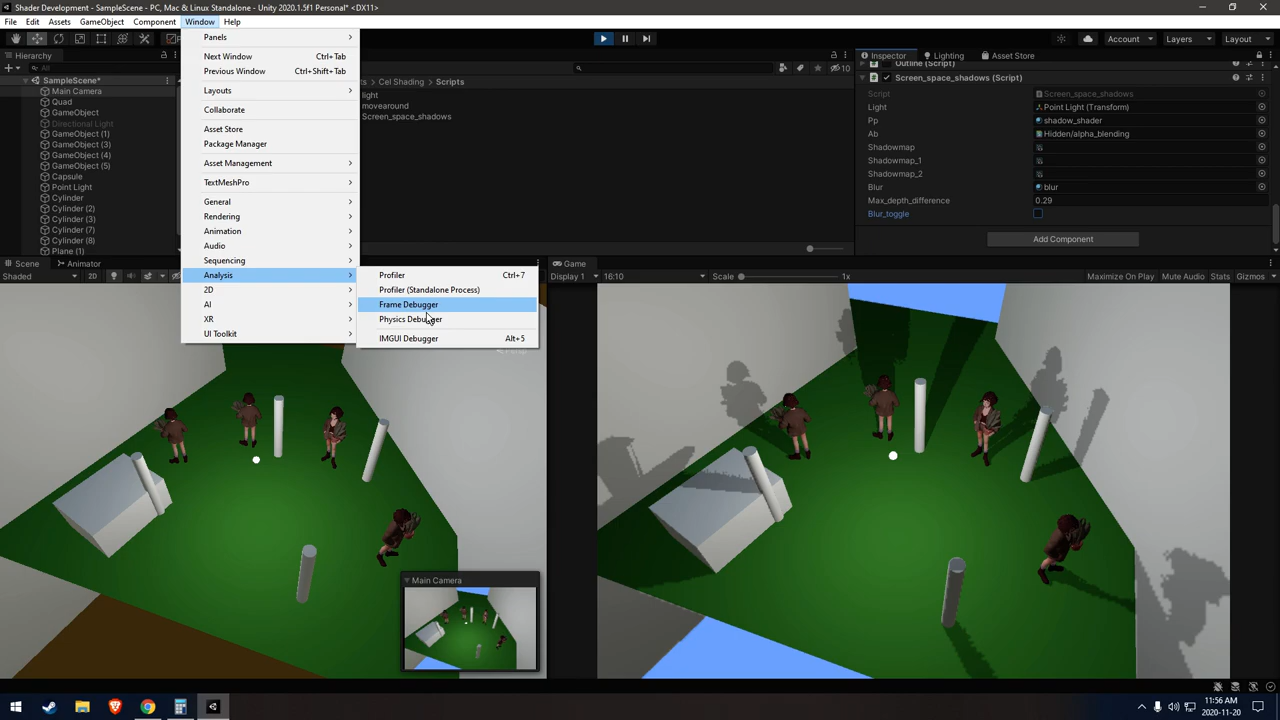 Shader Development - SampleScene - PC, Mac & Linux Standalone - Unity 2020.1.5f1 Personal* <DX11>
File Edit Assets GameObject Component Window Help
Account Layers Layout
Hierarchy
All
SampleScene*
Main Camera
Quad
GameObject
Directional Light
GameObject (1)
GameObject (3)
GameObject (4)
GameObject (5)
Capsule
Point Light
Cylinder
Cylinder (2)
Cylinder (3)
Cylinder (7)
Cylinder (8)
Plane (1)
Panels
Next Window Ctrl+Tab
Previous Window Ctrl+Shift+Tab
Layouts
Collaborate
Asset Store
Package Manager
Asset Management
TextMeshPro
General
Rendering
Animation
Audio
Sequencing
Analysis
2D
AI
XR
UI Toolkit
Profiler Ctrl+7
Profiler (Standalone Process)
Frame Debugger
Physics Debugger
IMGUI Debugger Alt+5
Cel Shading Scripts
light
movearound
Screen_space_shadows
10
Inspector Lighting Asset Store
Outline (Script)
Screen_space_shadows (Script)
Script Screen_space_shadows
Light Point Light (Transform)
Pp shadow_shader
Ab Hidden/alpha_blending
Shadowmap
Shadowmap_1
Shadowmap_2
Blur blur
Max_depth_difference 0.29
Blur_toggle
Add Component
Scene Animator
Shaded 2D
Game
Display 1 16:10 Scale 1x Maximize On Play Mute Audio Stats Gizmos
Main Camera
11:56 AM
2020-11-20